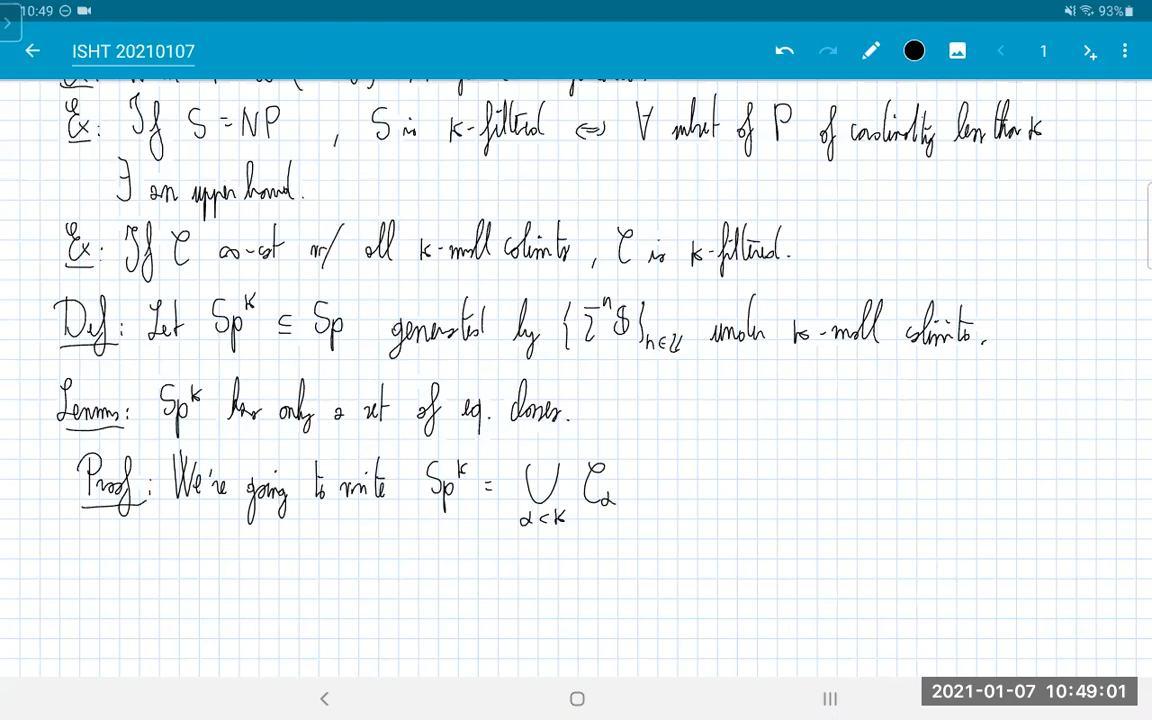 10:49
93%
ISHT 20210107
1
Ex: If S = NP , S is κ-filtered ⇔ ∀ subset of P of cardinality less than κ
∃ an upper bound.
Ex: If C ∞-cat w/ all κ-small colimits, C is κ-filtered.
Def: Let Sp^κ ⊆ Sp generated by {Σ^n 𝕊}_{n∈ℤ} under κ-small colimits.
Lemma: Sp^κ has only a set of eq. classes.
Proof: We're going to write Sp^κ = ⋃_{α<κ} C_α
2021-01-07 10:49:01